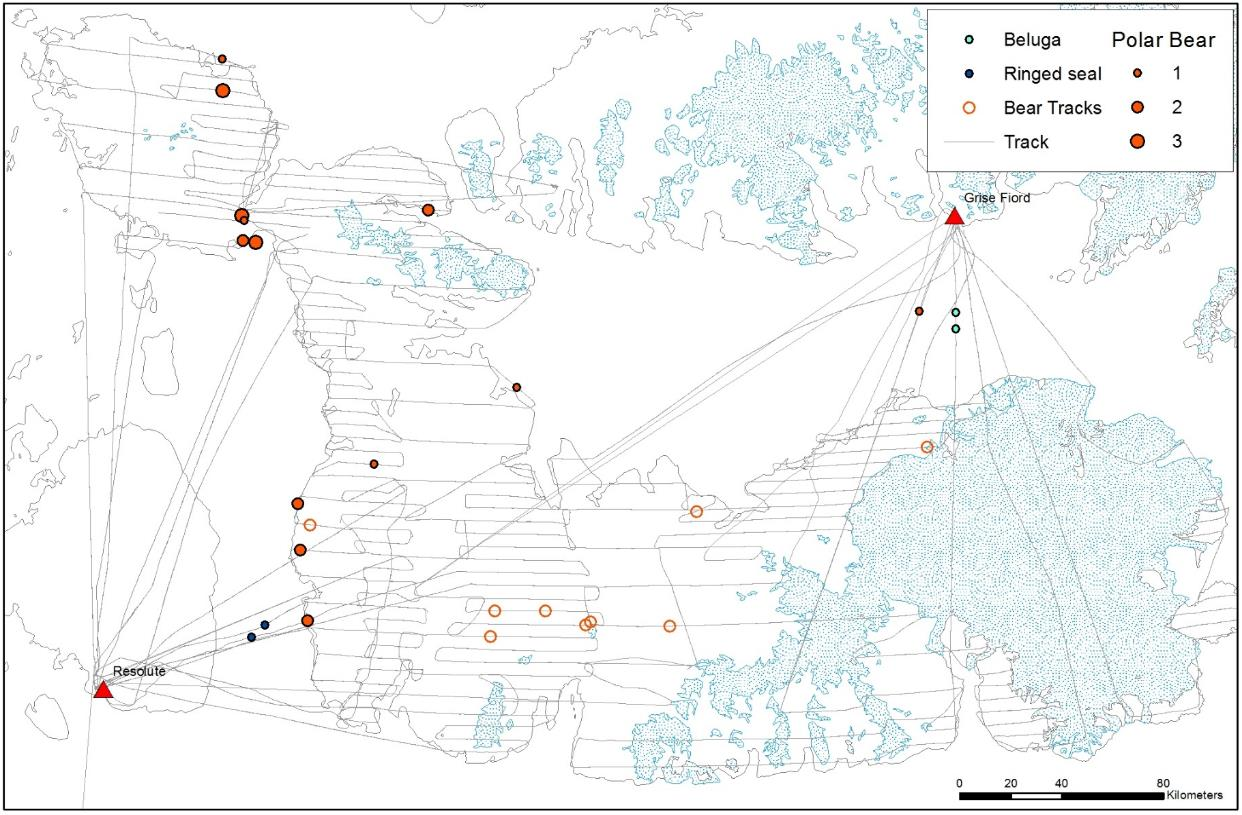 Beluga
Polar Bear
Ringed seal
1
Bear Tracks
2
Track
3
Grise Fiord
Resolute
0 20 40 80
Kilometers